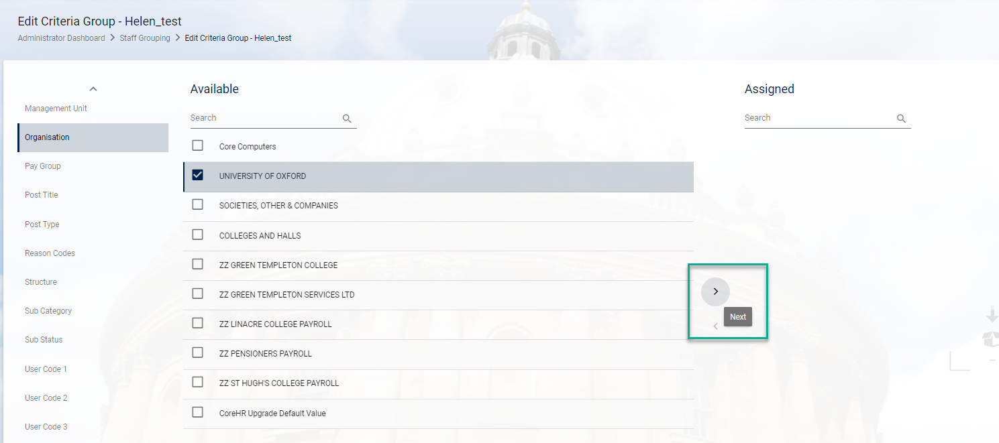 Edit Criteria Group - Helen_test
Administrator Dashboard > Staff Grouping > Edit Criteria Group - Helen_test
Management Unit
Organisation
Pay Group
Post Title
Post Type
Reason Codes
Structure
Sub Category
Sub Status
User Code 1
User Code 2
User Code 3
Available
Search
Core Computers
UNIVERSITY OF OXFORD
SOCIETIES, OTHER & COMPANIES
COLLEGES AND HALLS
ZZ GREEN TEMPLETON COLLEGE
ZZ GREEN TEMPLETON SERVICES LTD
ZZ LINACRE COLLEGE PAYROLL
ZZ PENSIONERS PAYROLL
ZZ ST HUGH'S COLLEGE PAYROLL
CoreHR Upgrade Default Value
Next
Assigned
Search